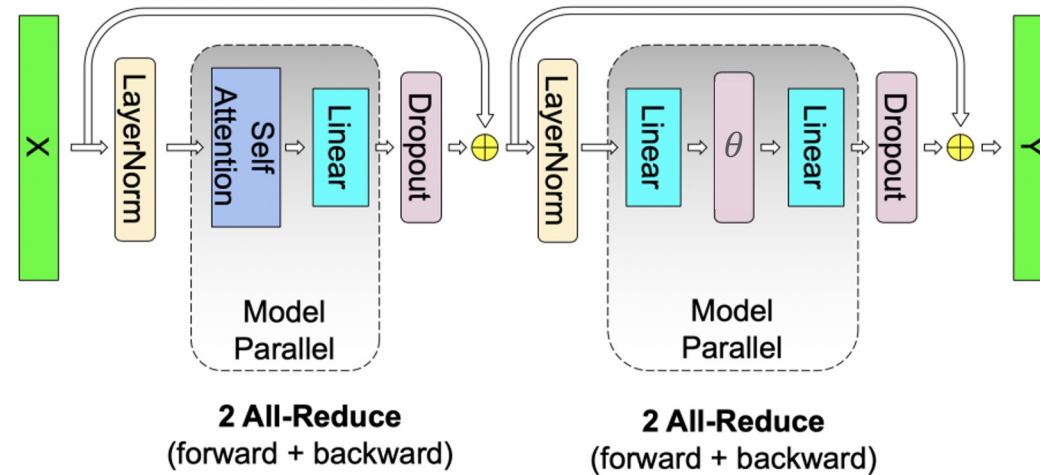 X
LayerNorm
Self
Attention
Linear
Dropout
LayerNorm
Linear
θ
Linear
Dropout
Y
Model
Parallel
Model
Parallel
2 All-Reduce
(forward + backward)
2 All-Reduce
(forward + backward)